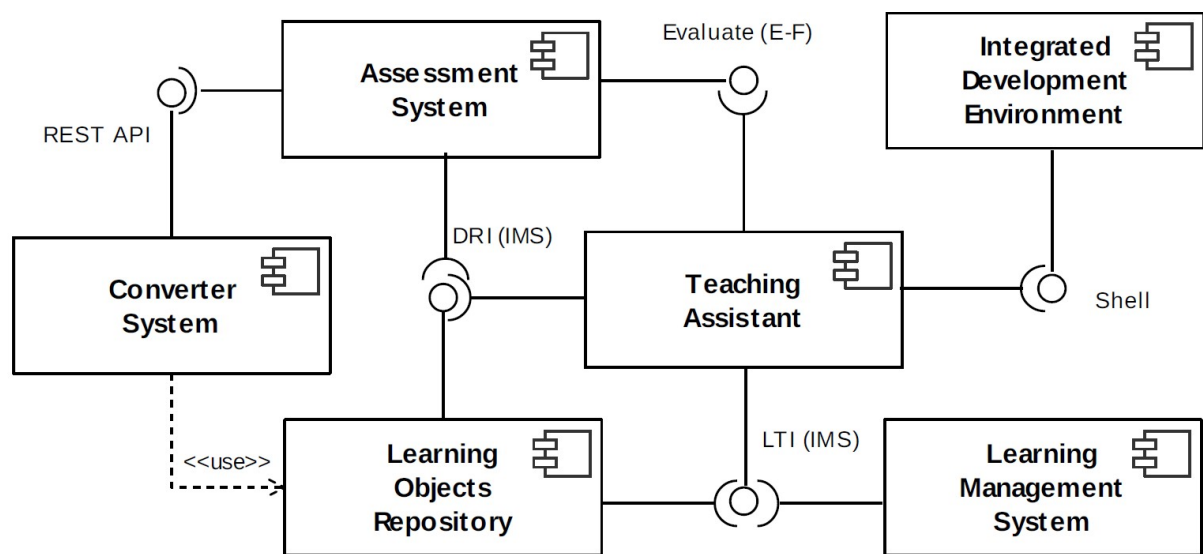 Assessment
System
Evaluate (E-F)
Integrated
Development
Environment
REST API
Converter
System
DRI (IMS)
Teaching
Assistant
Shell
<<use>>
Learning
Objects
Repository
LTI (IMS)
Learning
Management
System